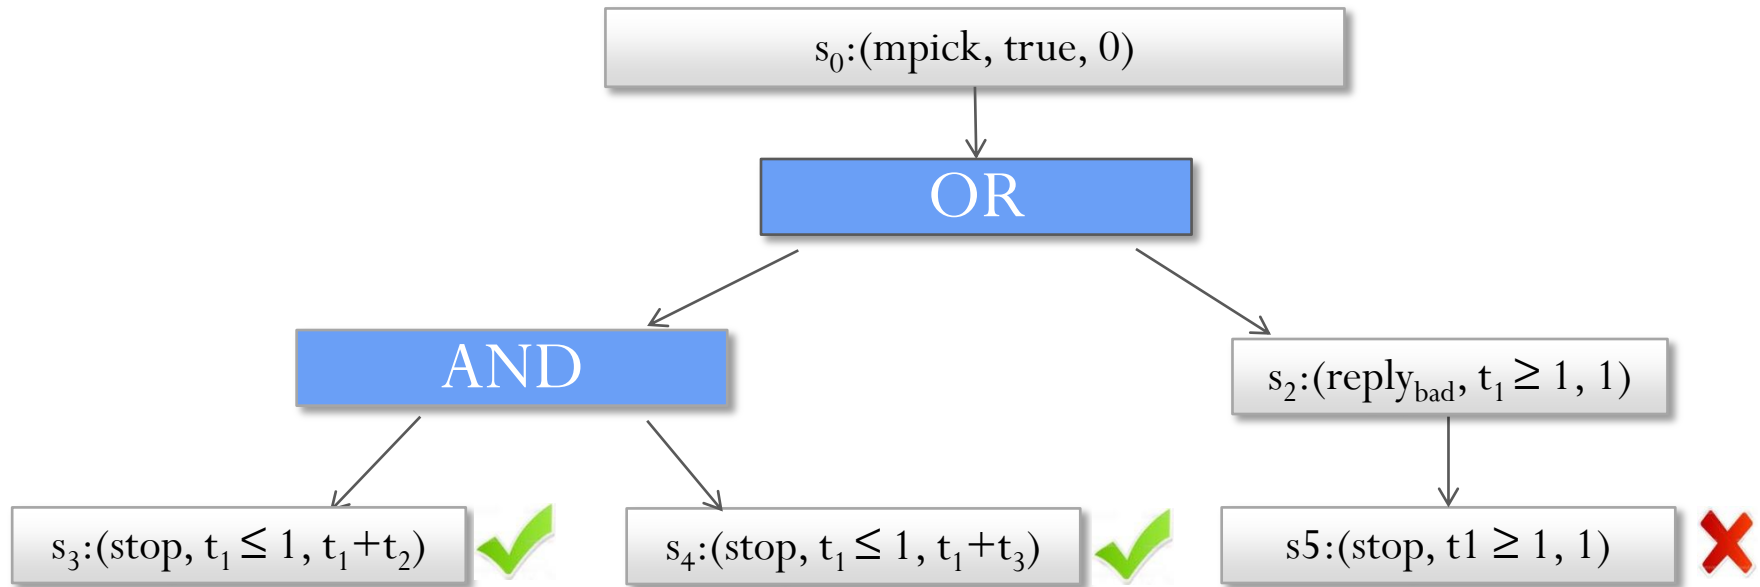 s₀:(mpick, true, 0)
OR
AND
s₂:(reply_bad, t₁ ≥ 1, 1)
s₃:(stop, t₁ ≤ 1, t₁+t₂)
s₄:(stop, t₁ ≤ 1, t₁+t₃)
s5:(stop, t1 ≥ 1, 1)